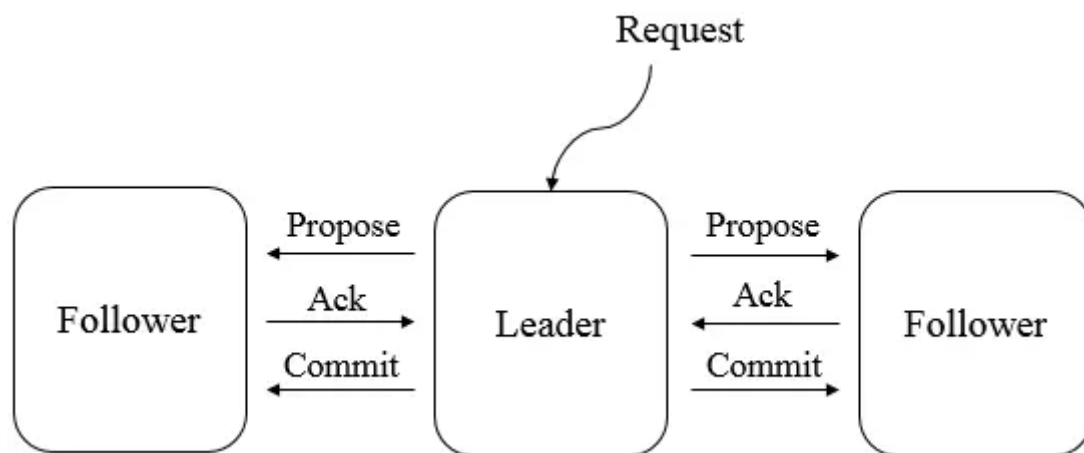 Request
Propose
Propose
Follower
Ack
Leader
Ack
Follower
Commit
Commit